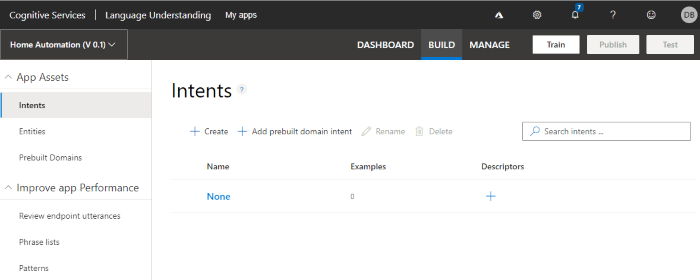 Cognitive Services Language Understanding My apps 7 ? DB
Home Automation (V 0.1) DASHBOARD BUILD MANAGE Train Publish Test
App Assets
Intents
Entities
Prebuilt Domains
Improve app Performance
Review endpoint utterances
Phrase lists
Patterns
Intents ?
+ Create + Add prebuilt domain intent Rename Delete Search intents ...
Name Examples Descriptors
None 0 +